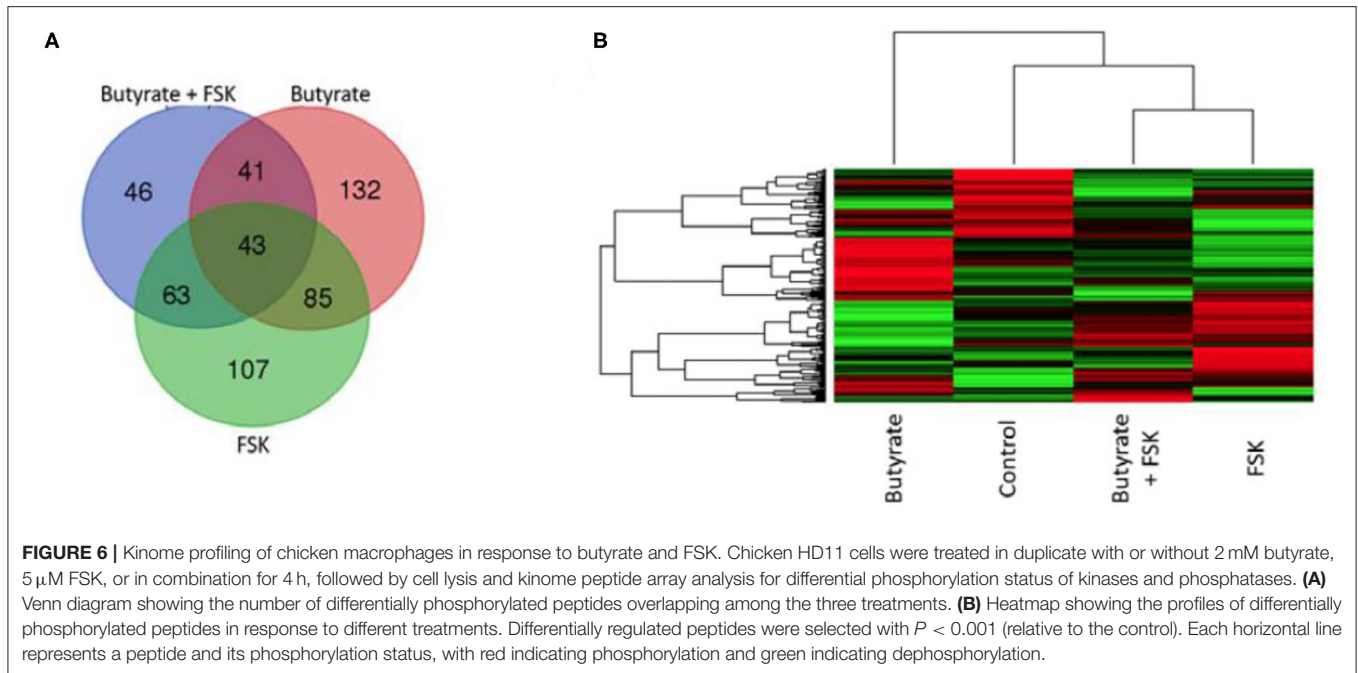 A
B
Butyrate + FSK
Butyrate
46
41
132
43
63
85
107
FSK
Butyrate
Control
Butyrate
+ FSK
FSK
FIGURE 6 | Kinome profiling of chicken macrophages in response to butyrate and FSK. Chicken HD11 cells were treated in duplicate with or without 2 mM butyrate,
5 μM FSK, or in combination for 4 h, followed by cell lysis and kinome peptide array analysis for differential phosphorylation status of kinases and phosphatases. (A)
Venn diagram showing the number of differentially phosphorylated peptides overlapping among the three treatments. (B) Heatmap showing the profiles of differentially
phosphorylated peptides in response to different treatments. Differentially regulated peptides were selected with P < 0.001 (relative to the control). Each horizontal line
represents a peptide and its phosphorylation status, with red indicating phosphorylation and green indicating dephosphorylation.